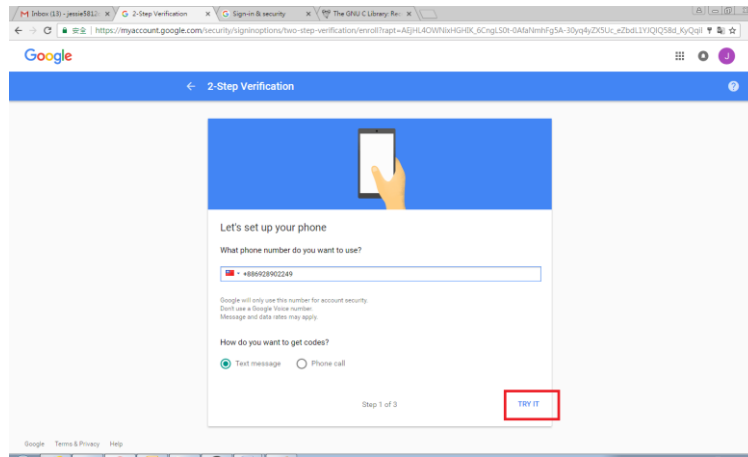 Inbox (13) - jessie5812
2-Step Verification
Sign-in & security
The GNU C Library: Rec
安全 | https://myaccount.google.com/security/signinoptions/two-step-verification/enroll?rapt=
Google
J
2-Step Verification
Let's set up your phone
What phone number do you want to use?
+886928902249
Google will only use this number for account security.
Don't use a Google Voice number.
Message and data rates may apply.
How do you want to get codes?
Text message Phone call
Step 1 of 3 TRY IT
Google Terms & Privacy Help